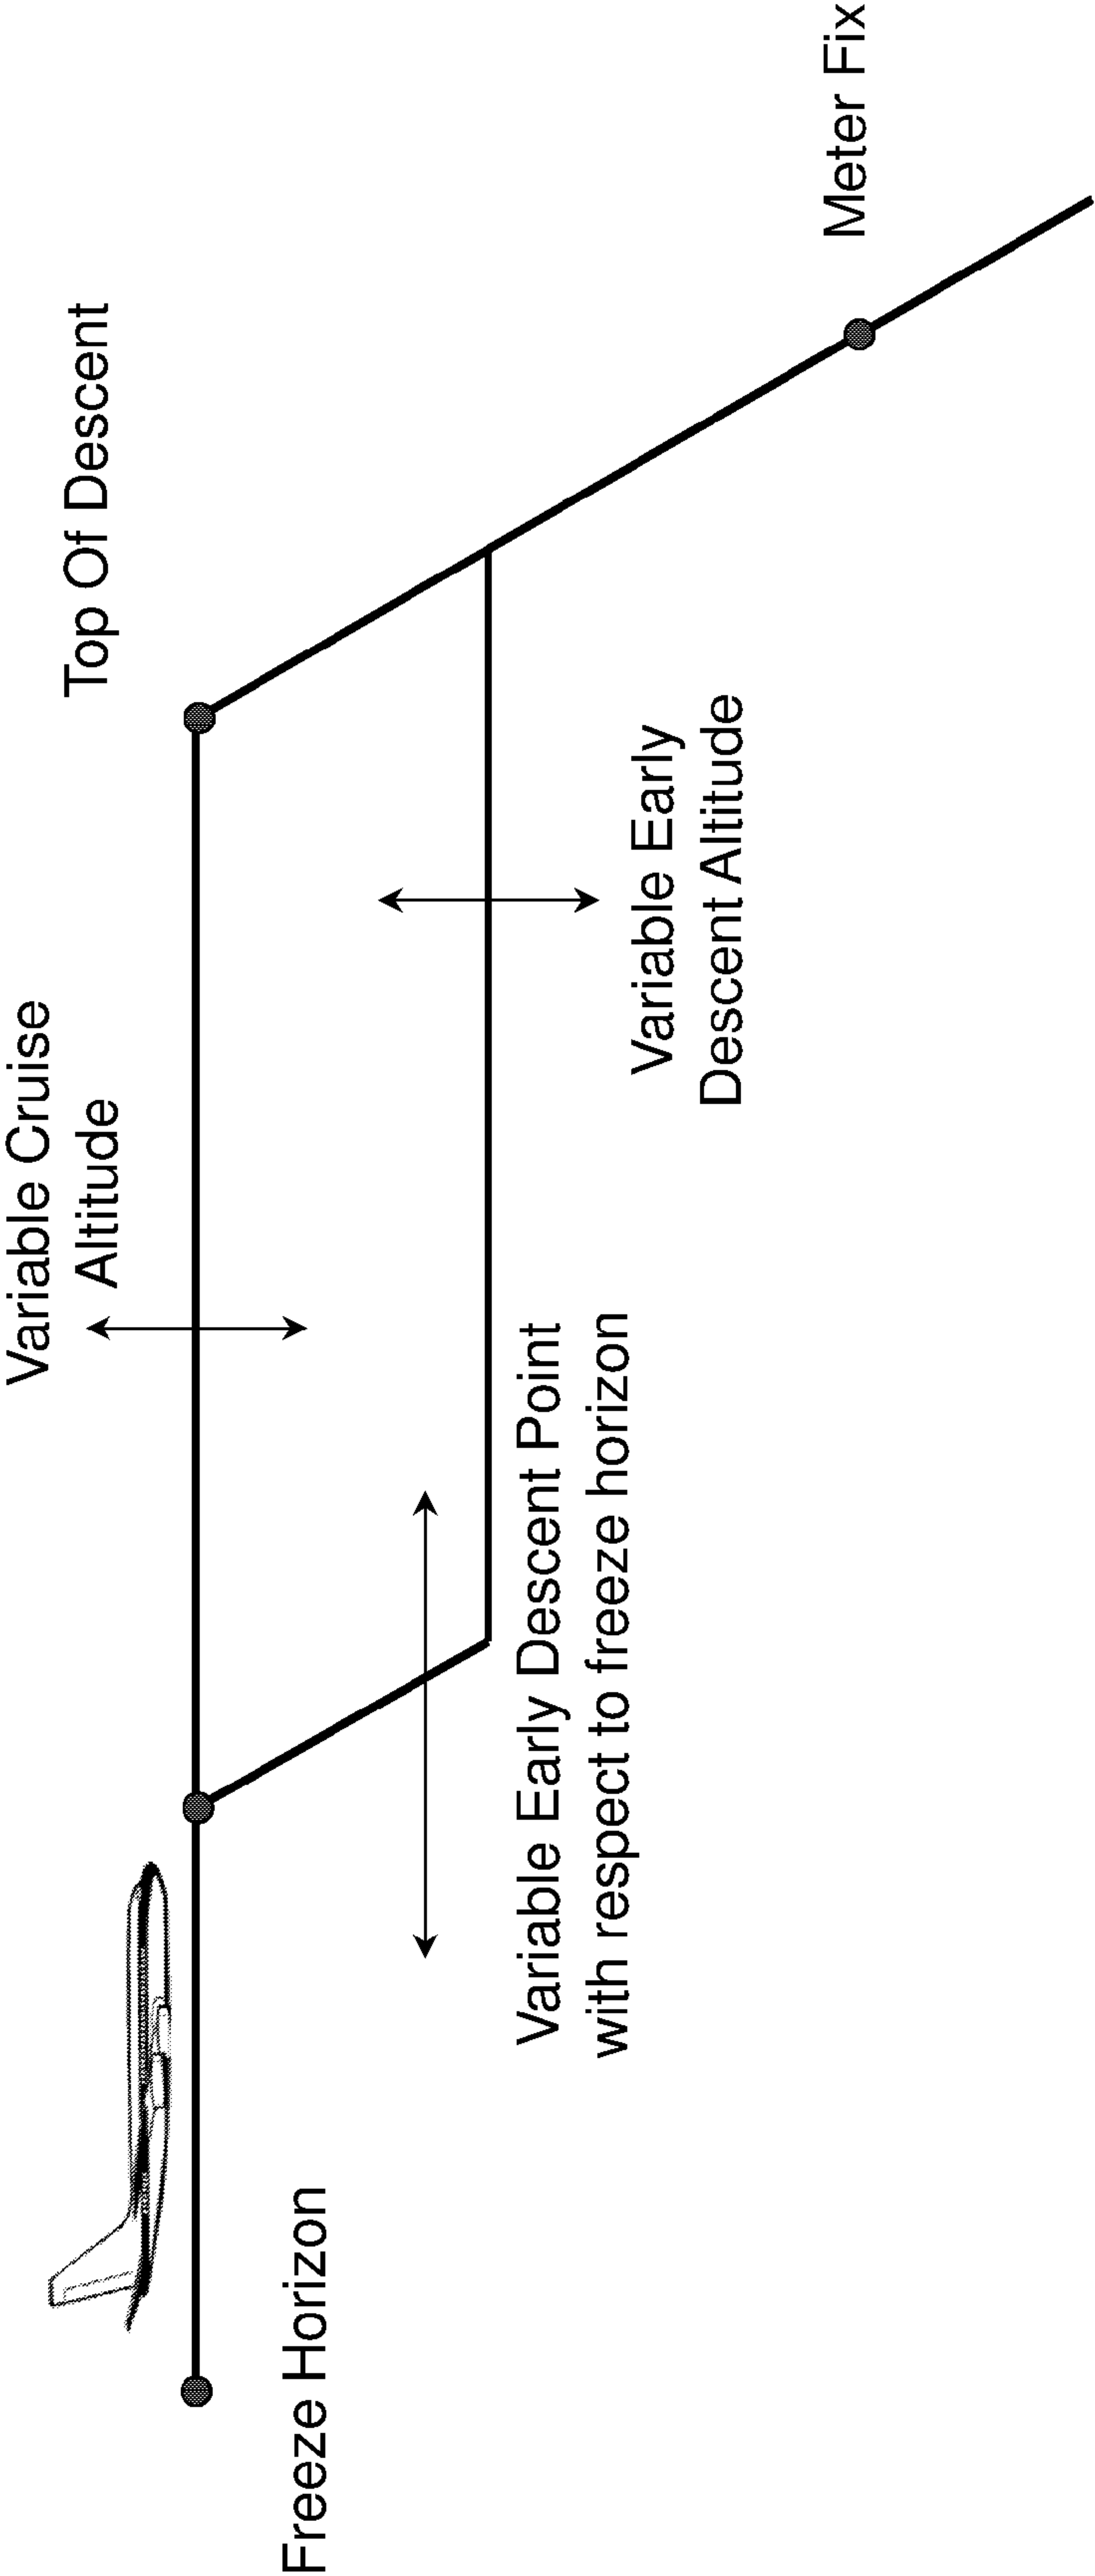 Variable Cruise
Altitude
Top Of Descent
Freeze Horizon
Variable Early Descent Point
with respect to freeze horizon
Variable Early
Descent Altitude
Meter Fix